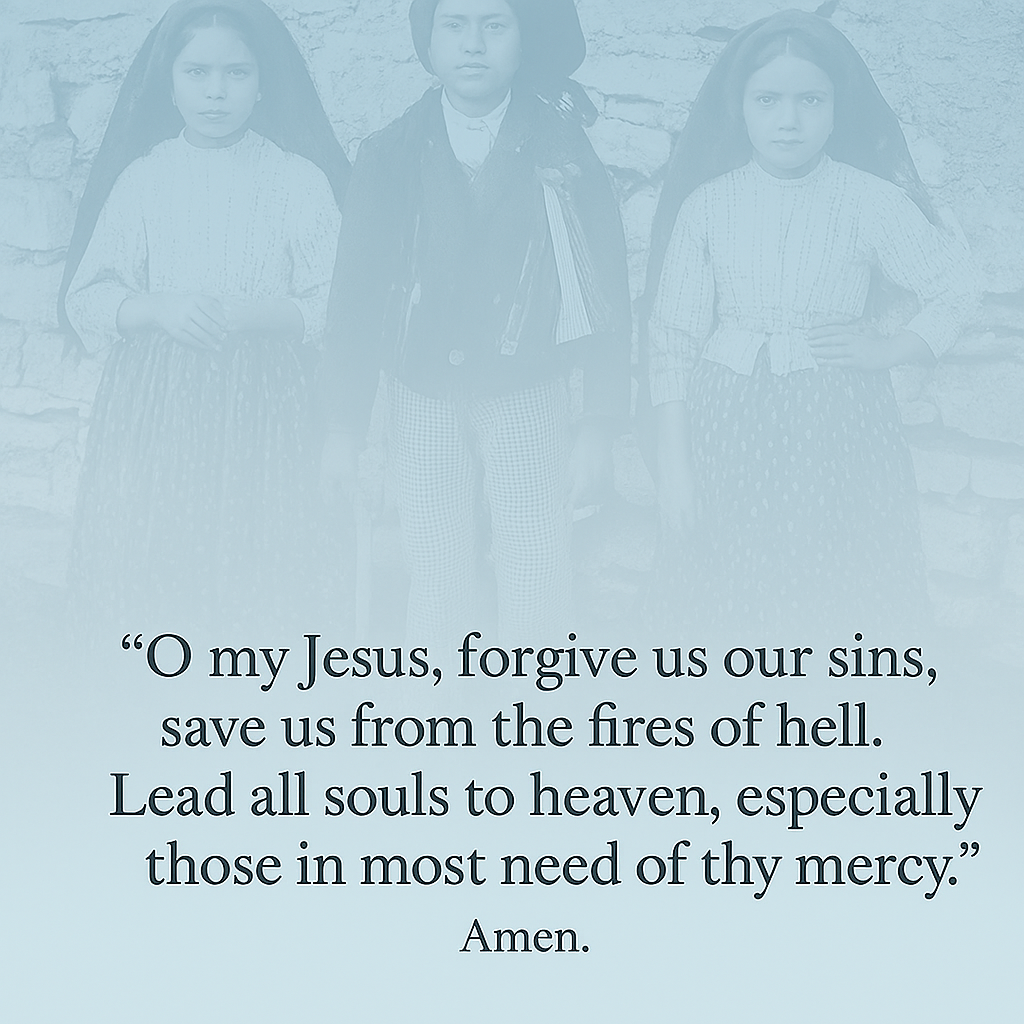 “O my Jesus, forgive us our sins,
save us from the fires of hell.
Lead all souls to heaven, especially
those in most need of thy mercy.”
Amen.